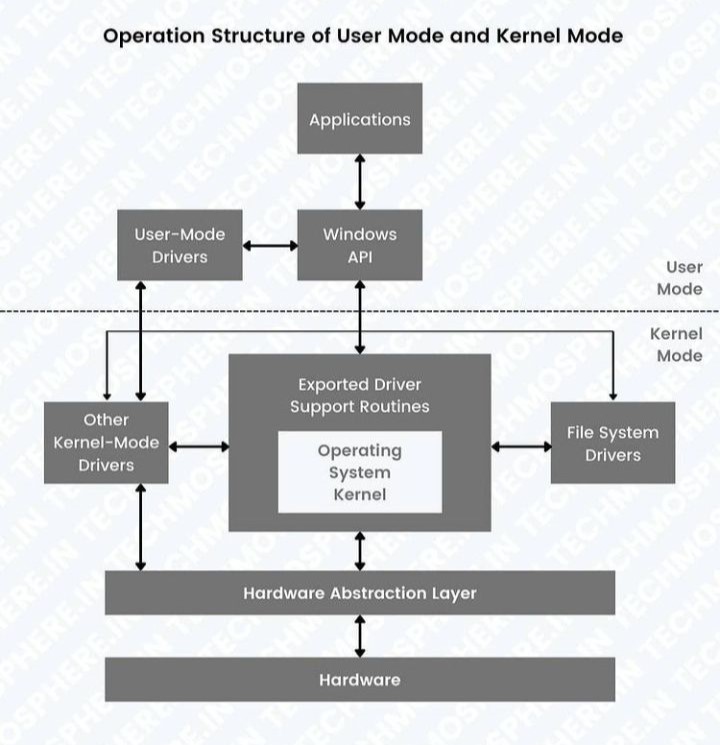 Operation Structure of User Mode and Kernel Mode
Applications
User-Mode
Drivers
Windows
API
User
Mode
Kernel
Mode
Exported Driver
Support Routines
Other
Kernel-Mode
Drivers
Operating
System
Kernel
File System
Drivers
Hardware Abstraction Layer
Hardware
TECHMOSPHERE.IN